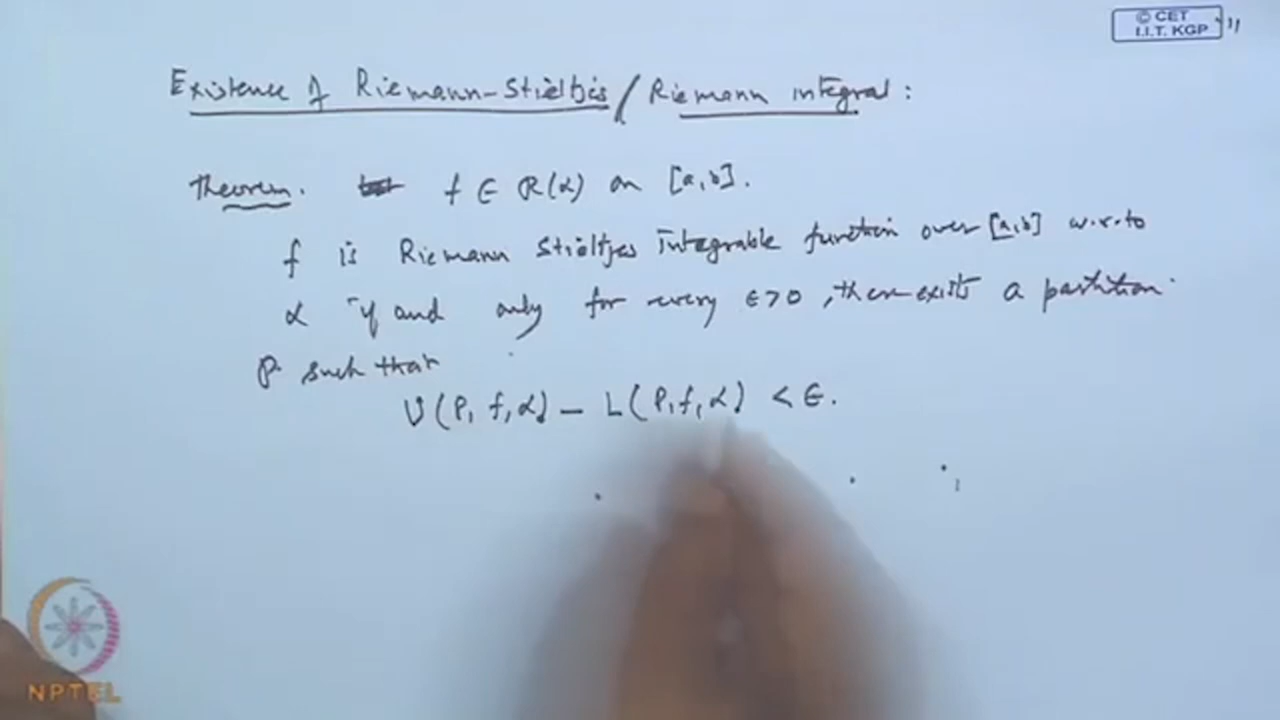 © CET
I.I.T. KGP
Existence of Riemann-Stieltjes / Riemann integral :
Theorem. f ∈ R(α) on [a,b].
f is Riemann Stieltjes Integrable function over [a,b] w.r.to
α if and only for every ϵ>0, there exists a partition
P such that
U(P, f, α) – L(P, f, α) < ϵ.
NPTEL